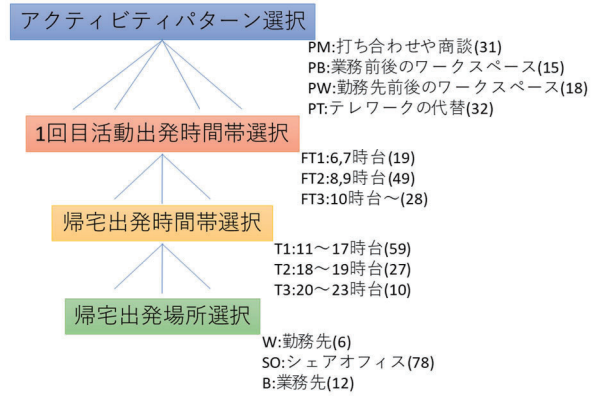 アクティビティパターン選択
PM:打ち合わせや商談(31)
PB:業務前後のワークスペース(15)
PW:勤務先前後のワークスペース(18)
PT:テレワークの代替(32)
1回目活動出発時間帯選択
FT1:6,7時台(19)
FT2:8,9時台(49)
FT3:10時台～(28)
帰宅出発時間帯選択
T1:11～17時台(59)
T2:18～19時台(27)
T3:20～23時台(10)
帰宅出発場所選択
W:勤務先(6)
SO:シェアオフィス(78)
B:業務先(12)